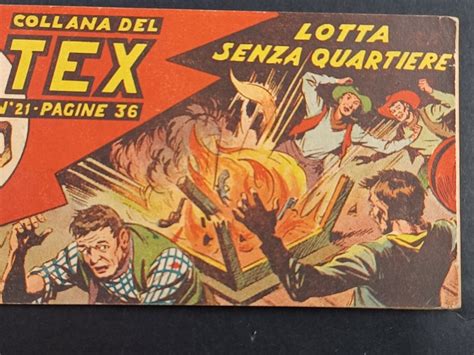 COLLANA DEL
TEX
N°21-PAGINE 36
LOTTA
SENZA QUARTIERE